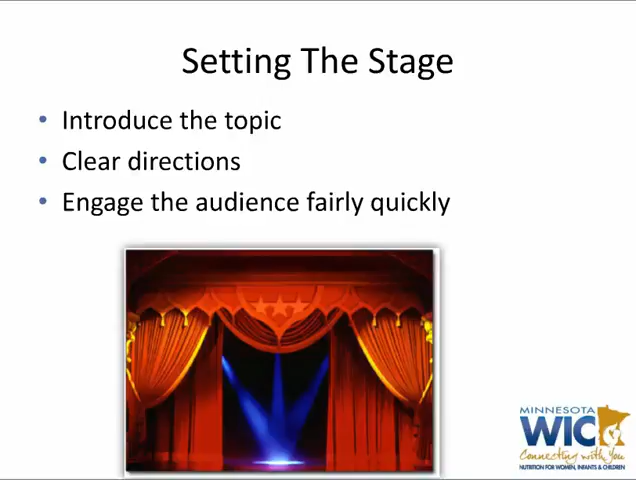 Setting The Stage
• Introduce the topic
• Clear directions
• Engage the audience fairly quickly
MINNESOTA
WIC
Connecting with You
NUTRITION FOR WOMEN, INFANTS & CHILDREN